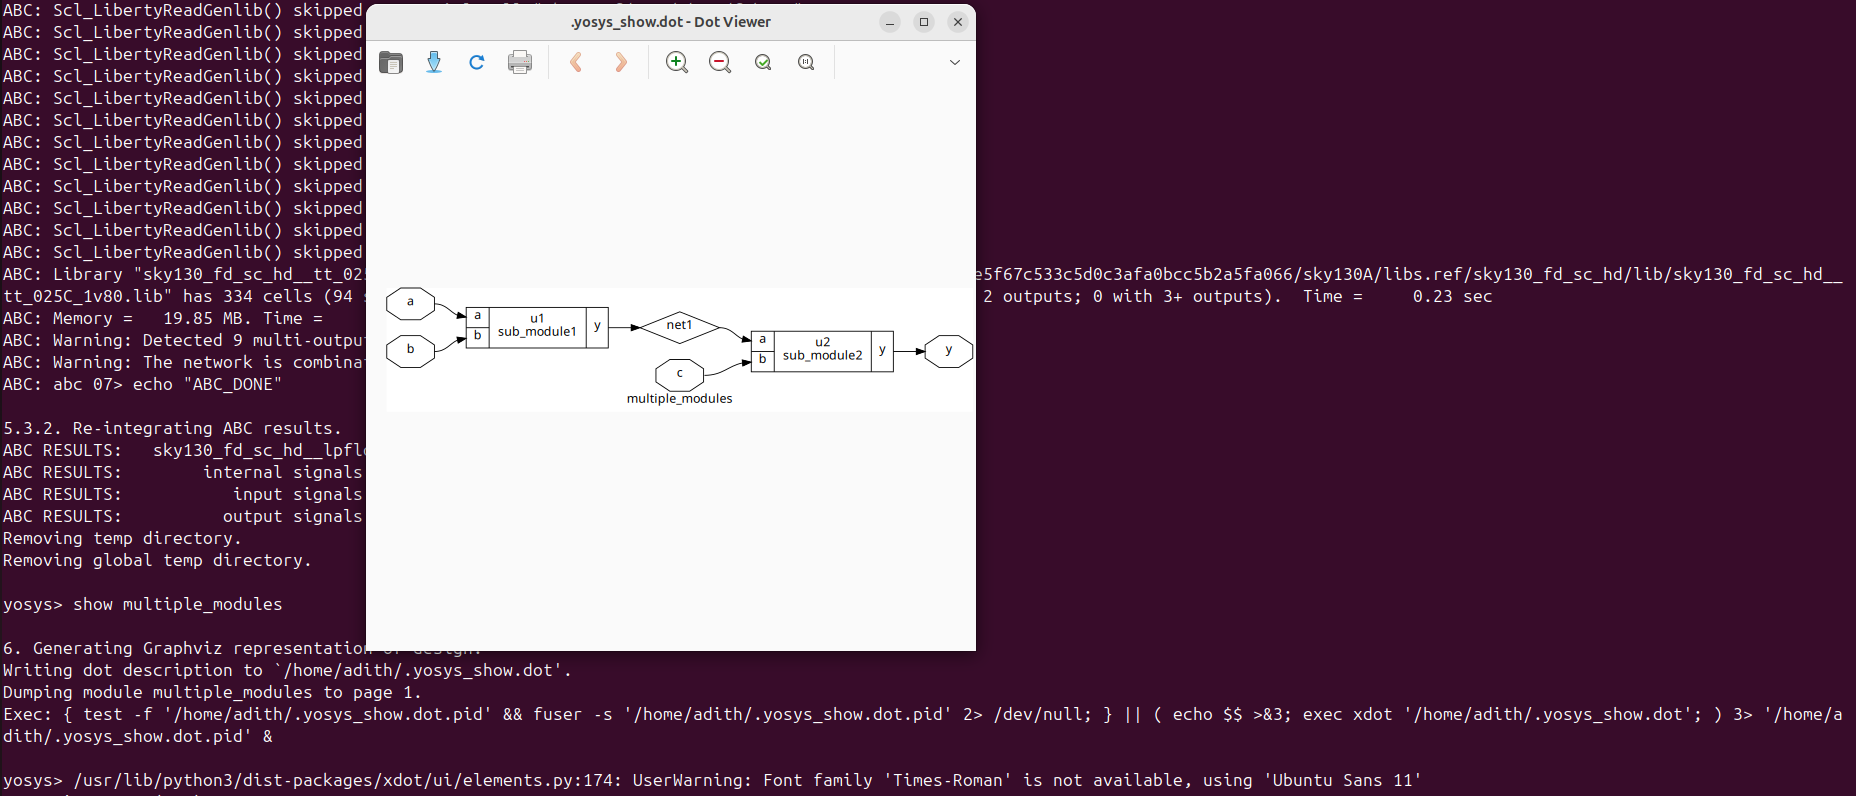 ABC: Scl_LibertyReadGenlib() skipped
ABC: Scl_LibertyReadGenlib() skipped
ABC: Scl_LibertyReadGenlib() skipped
ABC: Scl_LibertyReadGenlib() skipped
ABC: Scl_LibertyReadGenlib() skipped
ABC: Scl_LibertyReadGenlib() skipped
ABC: Scl_LibertyReadGenlib() skipped
ABC: Scl_LibertyReadGenlib() skipped
ABC: Scl_LibertyReadGenlib() skipped
ABC: Scl_LibertyReadGenlib() skipped
ABC: Scl_LibertyReadGenlib() skipped
ABC: Scl_LibertyReadGenlib() skipped
ABC: Library "sky130_fd_sc_hd__tt_02 e5f67c533c5d0c3afa0bcc5b2a5fa066/sky130A/libs.ref/sky130_fd_sc_hd/lib/sky130_fd_sc_hd__
tt_025C_1v80.lib" has 334 cells (94 2 outputs; 0 with 3+ outputs).  Time =     0.23 sec
ABC: Memory =   19.85 MB. Time =
ABC: Warning: Detected 9 multi-outpu
ABC: Warning: The network is combina
ABC: abc 07> echo "ABC_DONE"
5.3.2. Re-integrating ABC results.
ABC RESULTS:   sky130_fd_sc_hd__lpfl
ABC RESULTS:        internal signals
ABC RESULTS:           input signals
ABC RESULTS:          output signals
Removing temp directory.
Removing global temp directory.
yosys> show multiple_modules
6. Generating Graphviz representation of design.
Writing dot description to `/home/adith/.yosys_show.dot'.
Dumping module multiple_modules to page 1.
Exec: { test -f '/home/adith/.yosys_show.dot.pid' && fuser -s '/home/adith/.yosys_show.dot.pid' 2> /dev/null; } || ( echo $$ >&3; exec xdot '/home/adith/.yosys_show.dot'; ) 3> '/home/a
dith/.yosys_show.dot.pid' &
yosys> /usr/lib/python3/dist-packages/xdot/ui/elements.py:174: UserWarning: Font family 'Times-Roman' is not available, using 'Ubuntu Sans 11'
.yosys_show.dot - Dot Viewer
a
b
a
b
u1
sub_module1
y
net1
c
a
b
u2
sub_module2
y
y
multiple_modules